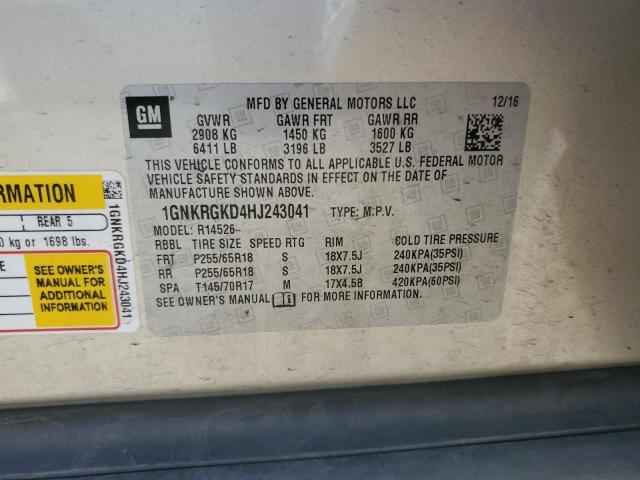 GM
MFD BY GENERAL MOTORS LLC 12/16
GVWR GAWR FRT GAWR RR
2908 KG 1450 KG 1600 KG
6411 LB 3196 LB 3527 LB
THIS VEHICLE CONFORMS TO ALL APPLICABLE U.S. FEDERAL MOTOR
VEHICLE SAFETY STANDARDS IN EFFECT ON THE DATE OF
MANUFACTURE SHOWN ABOVE.
1GNKRGKD4HJ243041 TYPE: M.P.V.
MODEL: R14526-
RBBL TIRE SIZE SPEED RTG RIM COLD TIRE PRESSURE
FRT P255/65R18 S 18X7.5J 240KPA(35PSI)
RR P255/65R18 S 18X7.5J 240KPA(35PSI)
SPA T145/70R17 M 17X4.5B 420KPA(60PSI)
SEE OWNER'S MANUAL FOR MORE INFORMATION.
ORMATION
REAR 5
0 kg or 1698 lbs.
SEE OWNER'S
MANUAL FOR
ADDITIONAL
INFORMATION
1GNKRGKD4HJ243041